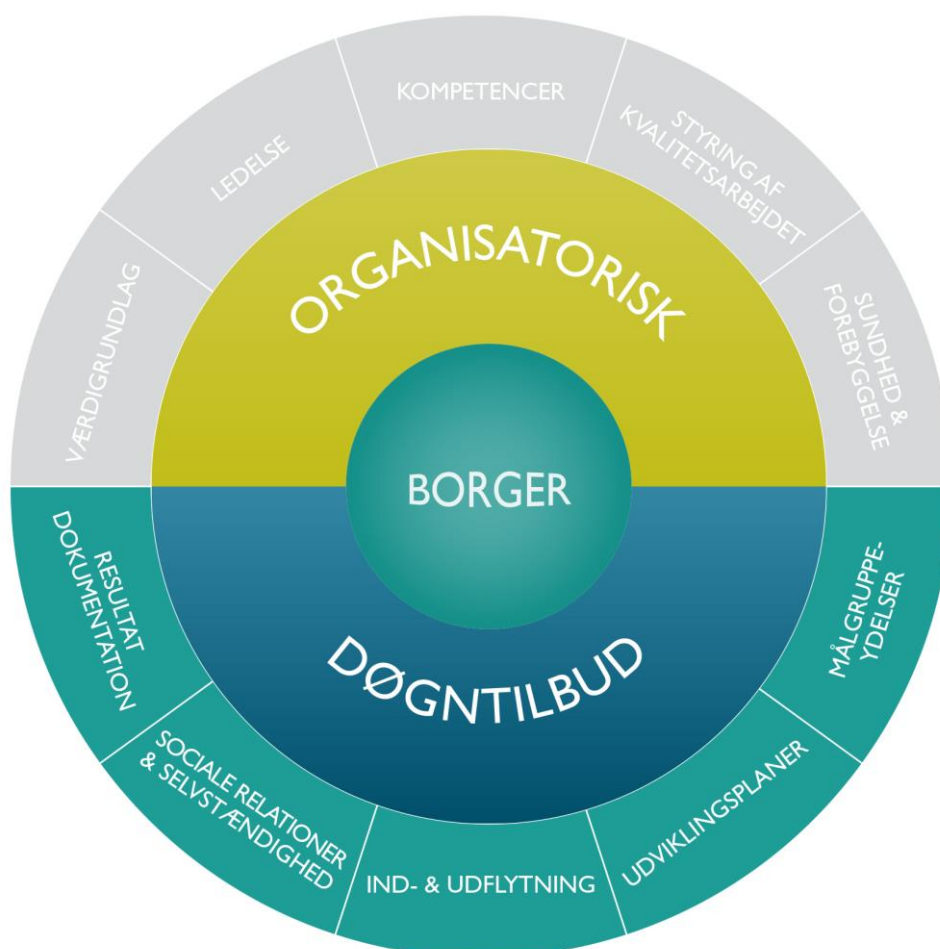 KOMPETENCER
STYRING AF
KVALITETSARBEJDET
SUNDHED &
FOREBYGGELSE
LEDELSE
VÆRDIGRUNDLAG
ORGANISATORISK
BORGER
DØGNTILBUD
MÅLGRUPPE-
YDELSER
UDVIKLINGSPLANER
IND- & UDFLYTNING
SOCIALE RELATIONER
& SELVSTÆNDIGHED
RESULTAT
DOKUMENTATION